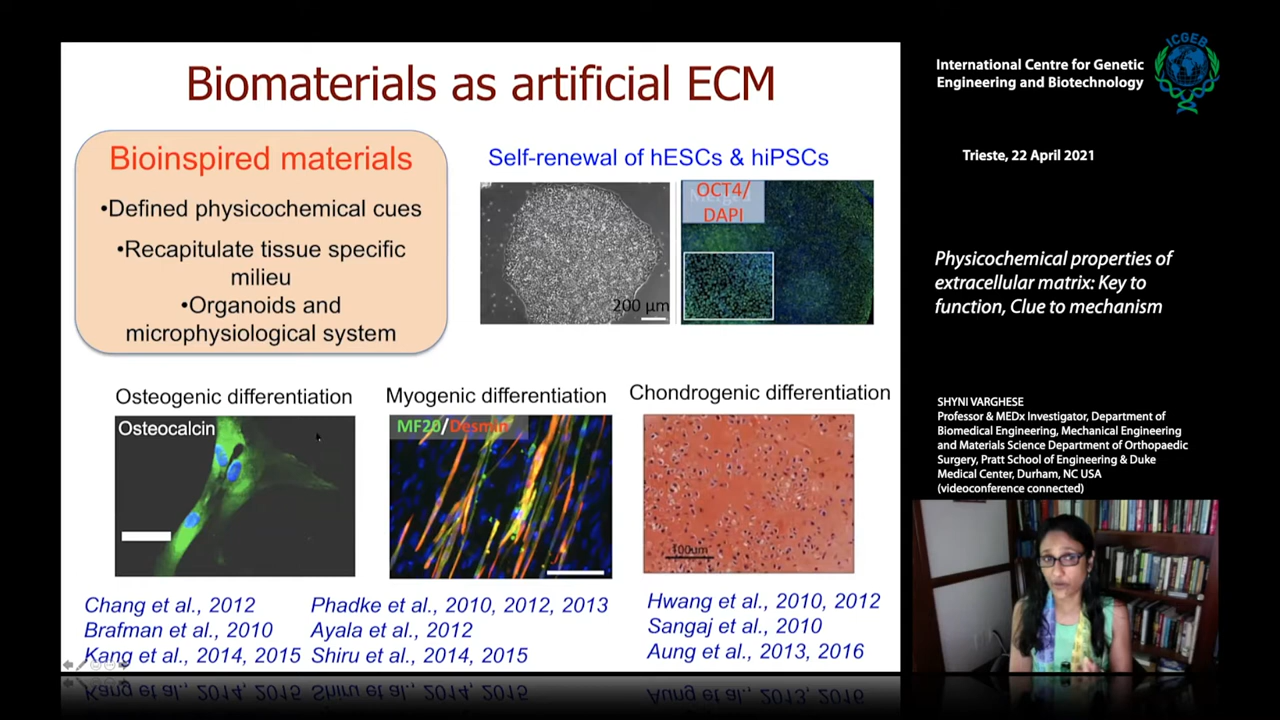 Biomaterials as artificial ECM
Bioinspired materials
•Defined physicochemical cues
•Recapitulate tissue specific
milieu
•Organoids and
microphysiological system
Self-renewal of hESCs & hiPSCs
200 μm
Merged
OCT4/
DAPI
Osteogenic differentiation
Osteocalcin
Myogenic differentiation
MF20/Desmin
Chondrogenic differentiation
100um
Chang et al., 2012
Brafman et al., 2010
Kang et al., 2014, 2015
Phadke et al., 2010, 2012, 2013
Ayala et al., 2012
Shiru et al., 2014, 2015
Hwang et al., 2010, 2012
Sangaj et al., 2010
Aung et al., 2013, 2016
ICGEB
International Centre for Genetic
Engineering and Biotechnology
Trieste, 22 April 2021
Physicochemical properties of
extracellular matrix: Key to
function, Clue to mechanism
SHYNI VARGHESE
Professor & MEDx Investigator, Department of
Biomedical Engineering, Mechanical Engineering
and Materials Science Department of Orthopaedic
Surgery, Pratt School of Engineering & Duke
Medical Center, Durham, NC USA
(videoconference connected)